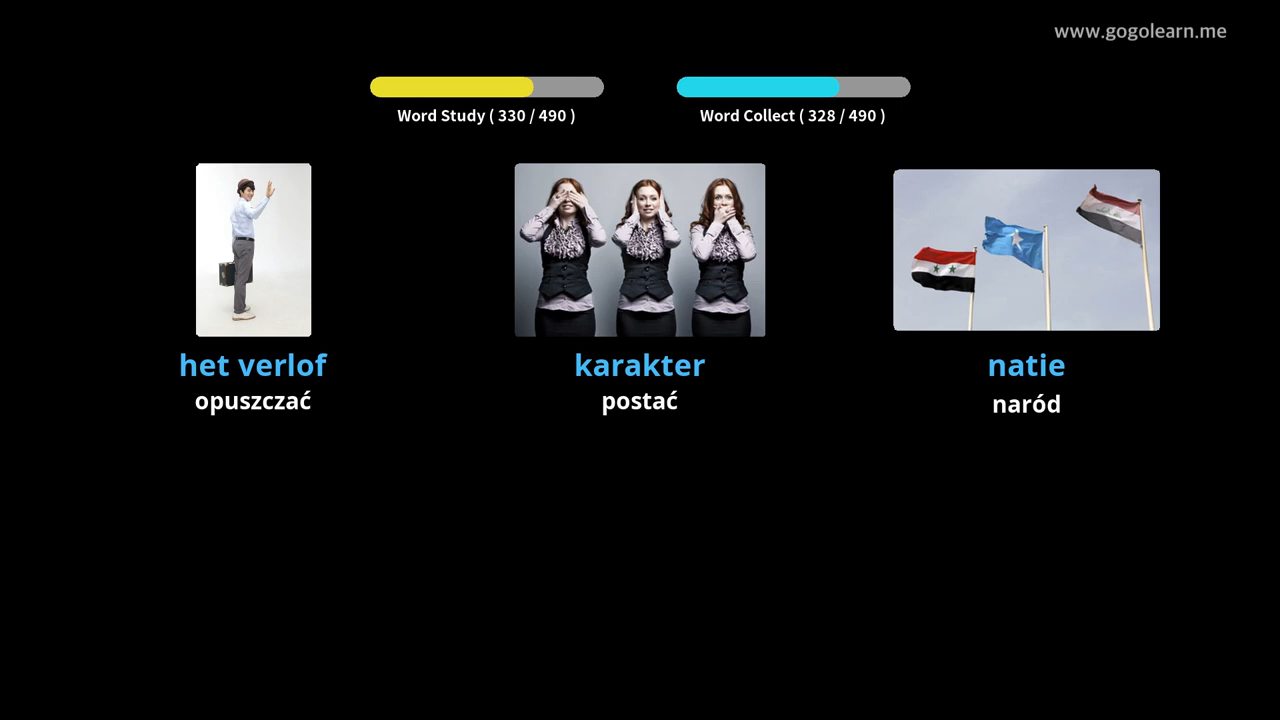 www.gogolearn.me
Word Study ( 330 / 490 )
Word Collect ( 328 / 490 )
het verlof
opuszczać
karakter
postać
natie
naród